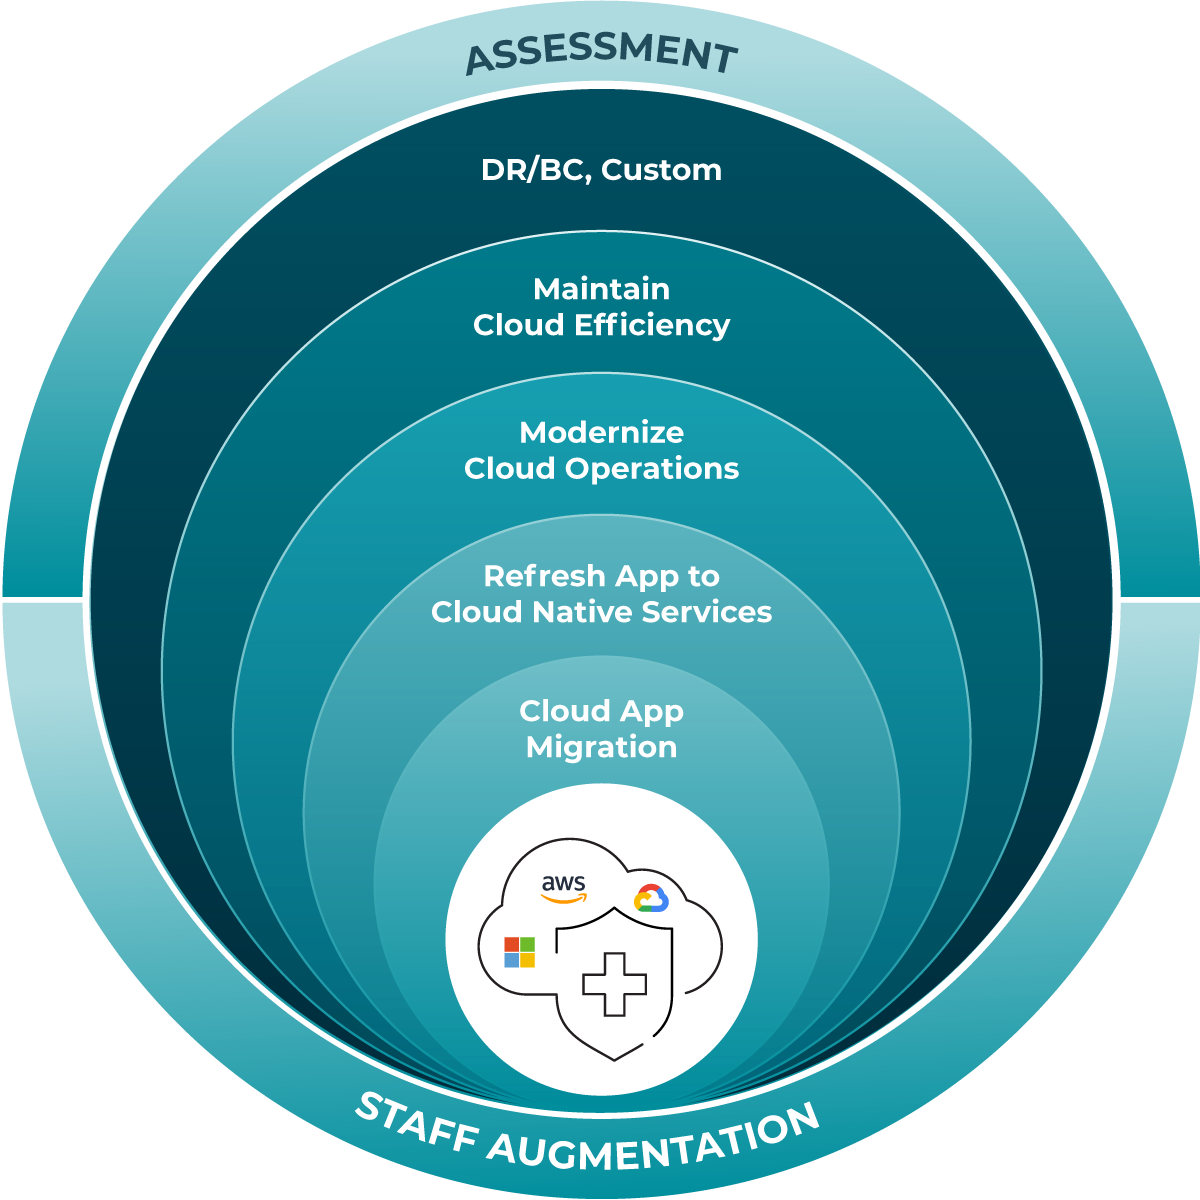 ASSESSMENT
DR/BC, Custom
Maintain
Cloud Efficiency
Modernize
Cloud Operations
Refresh App to
Cloud Native Services
Cloud App
Migration
aws
STAFF AUGMENTATION